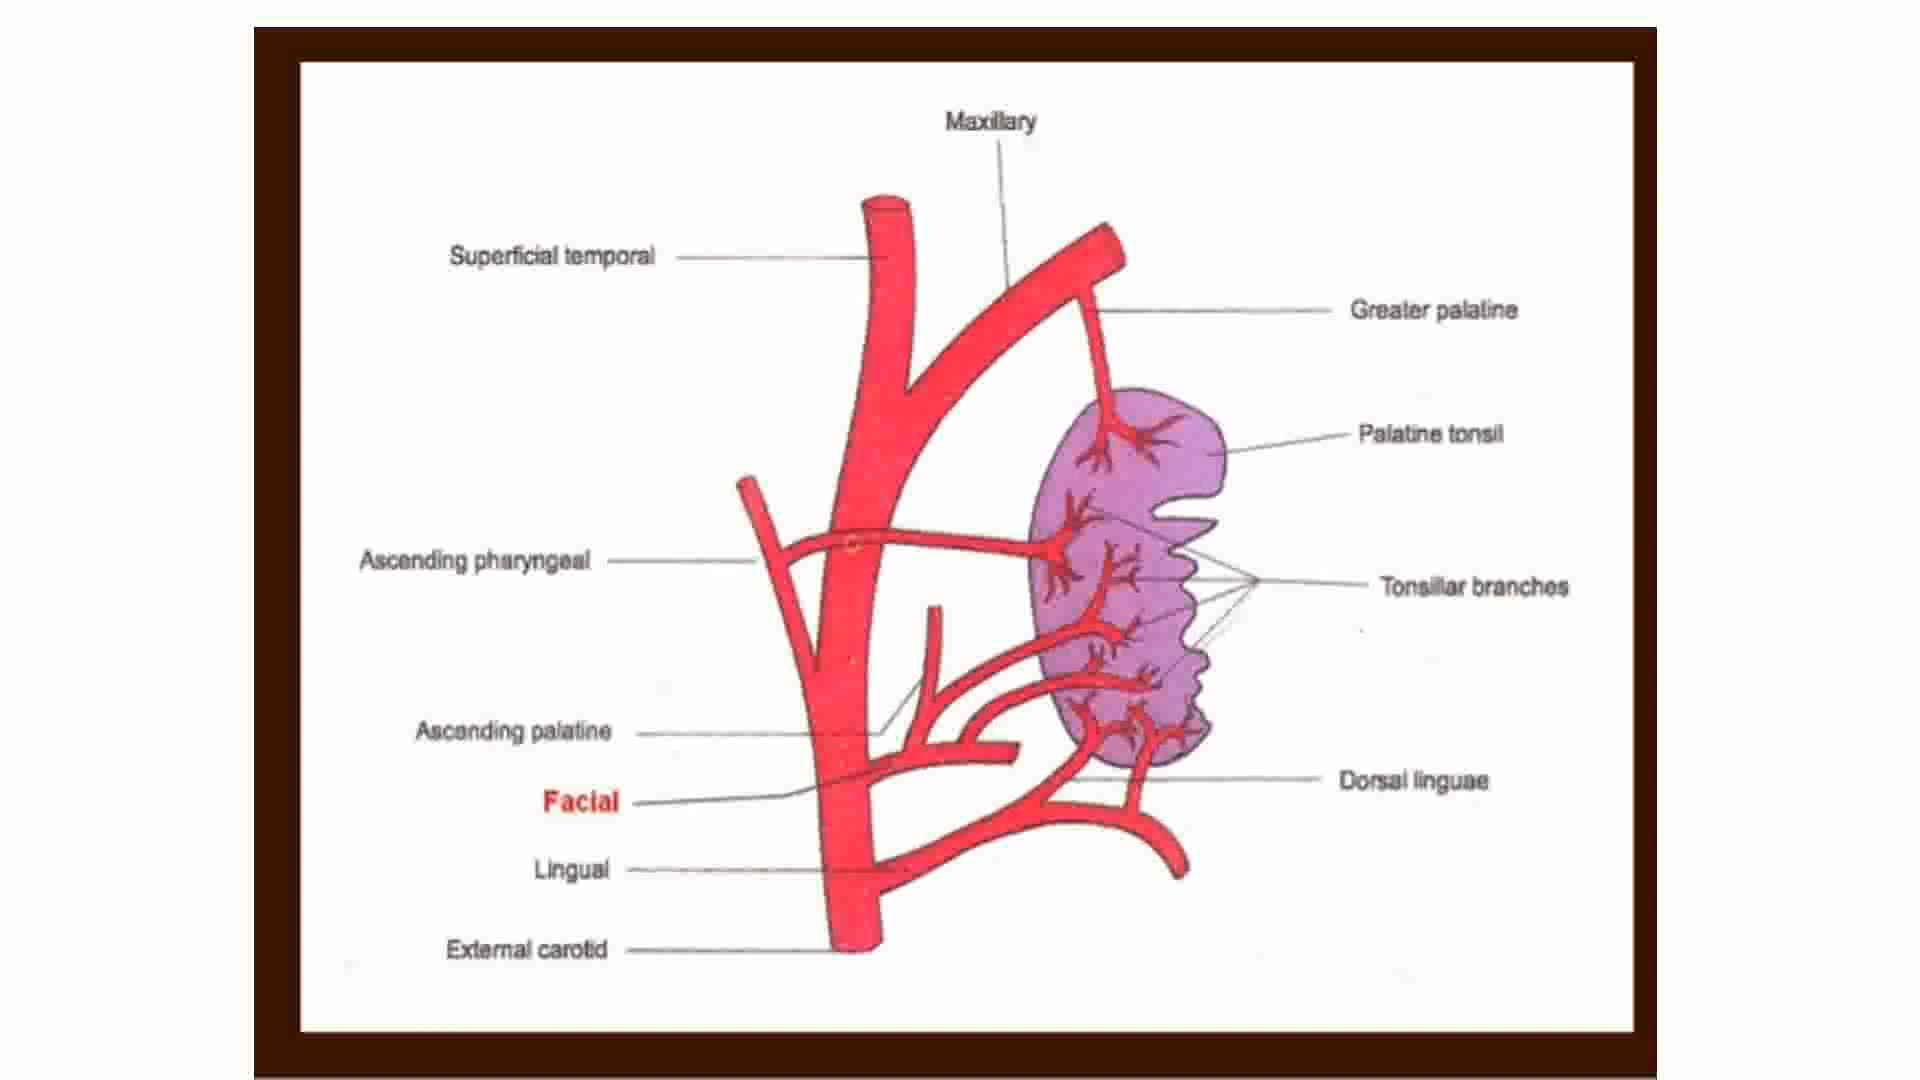 Maxillary
Superficial temporal
Greater palatine
Palatine tonsil
Ascending pharyngeal
Tonsillar branches
Ascending palatine
Facial
Dorsal linguae
Lingual
External carotid